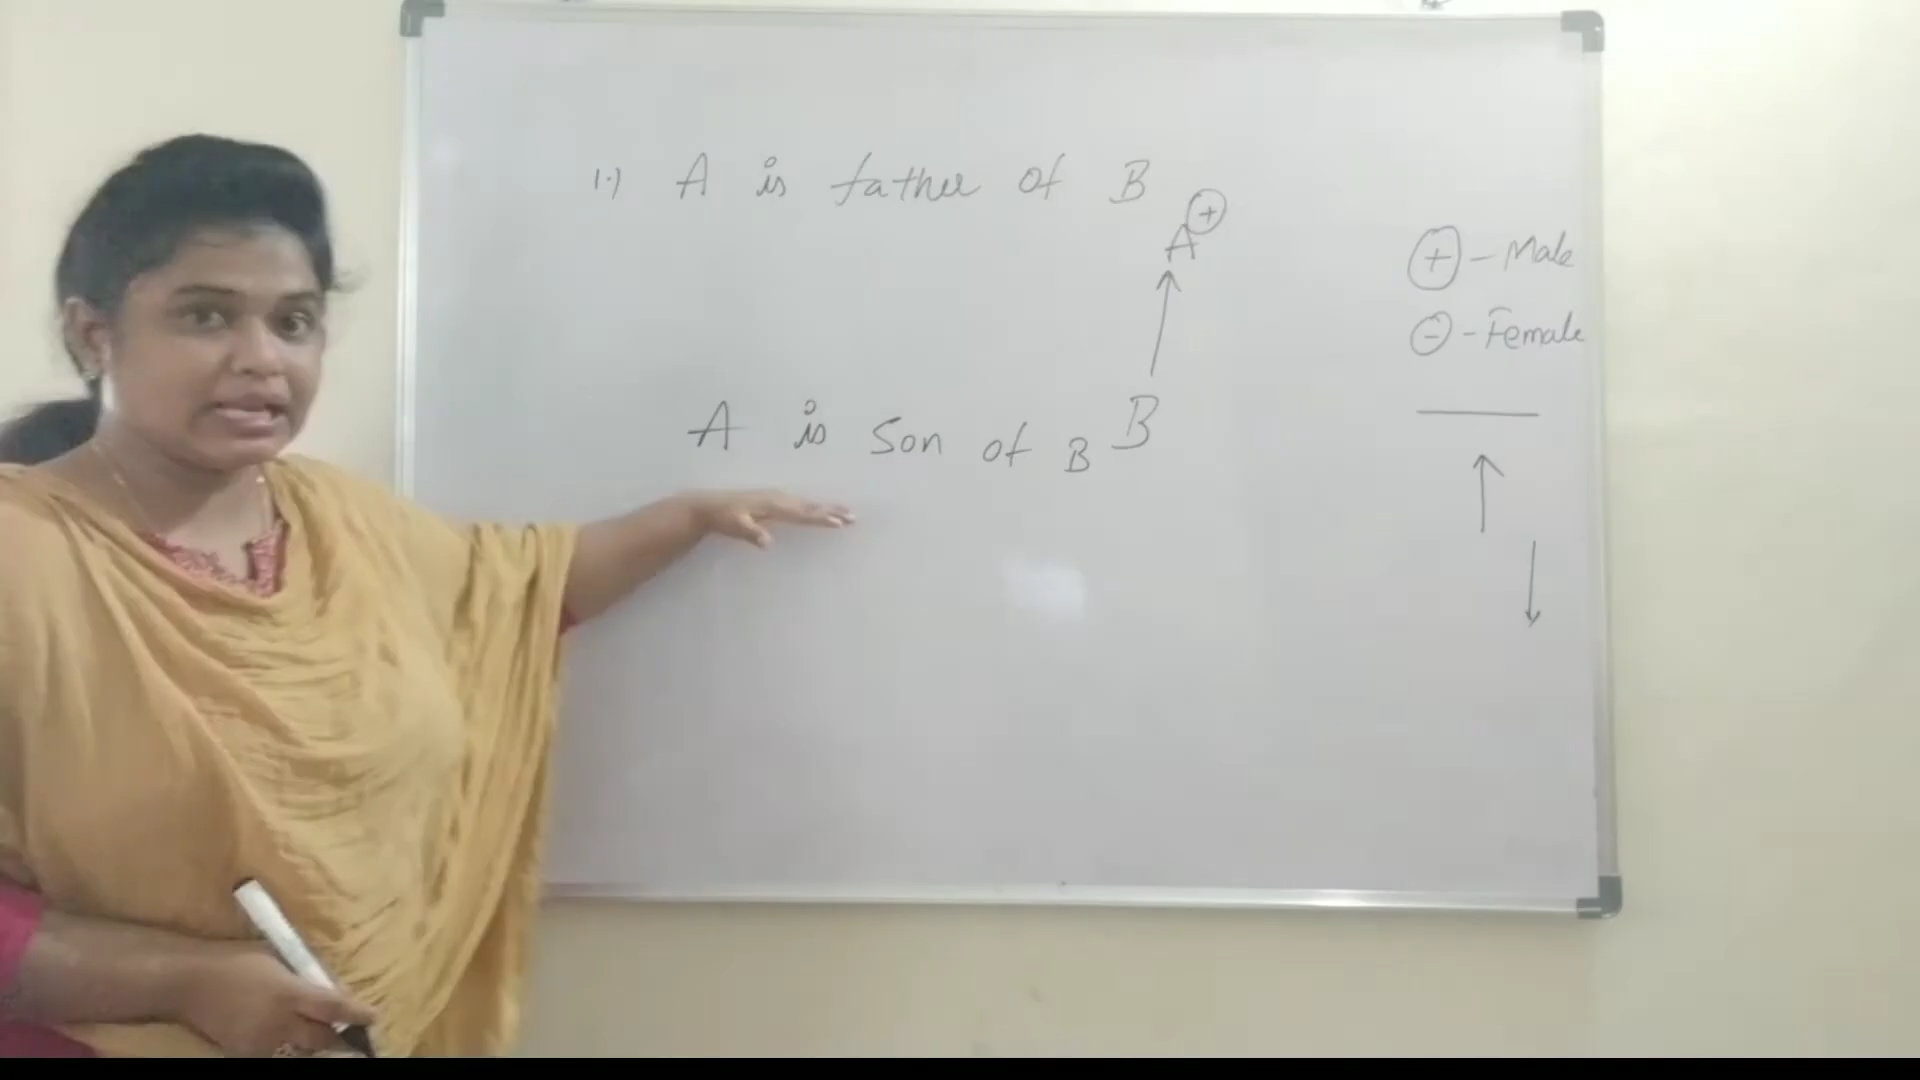 1.) A is father of B
A +
+ - Male
- - Female
B
A is Son of B